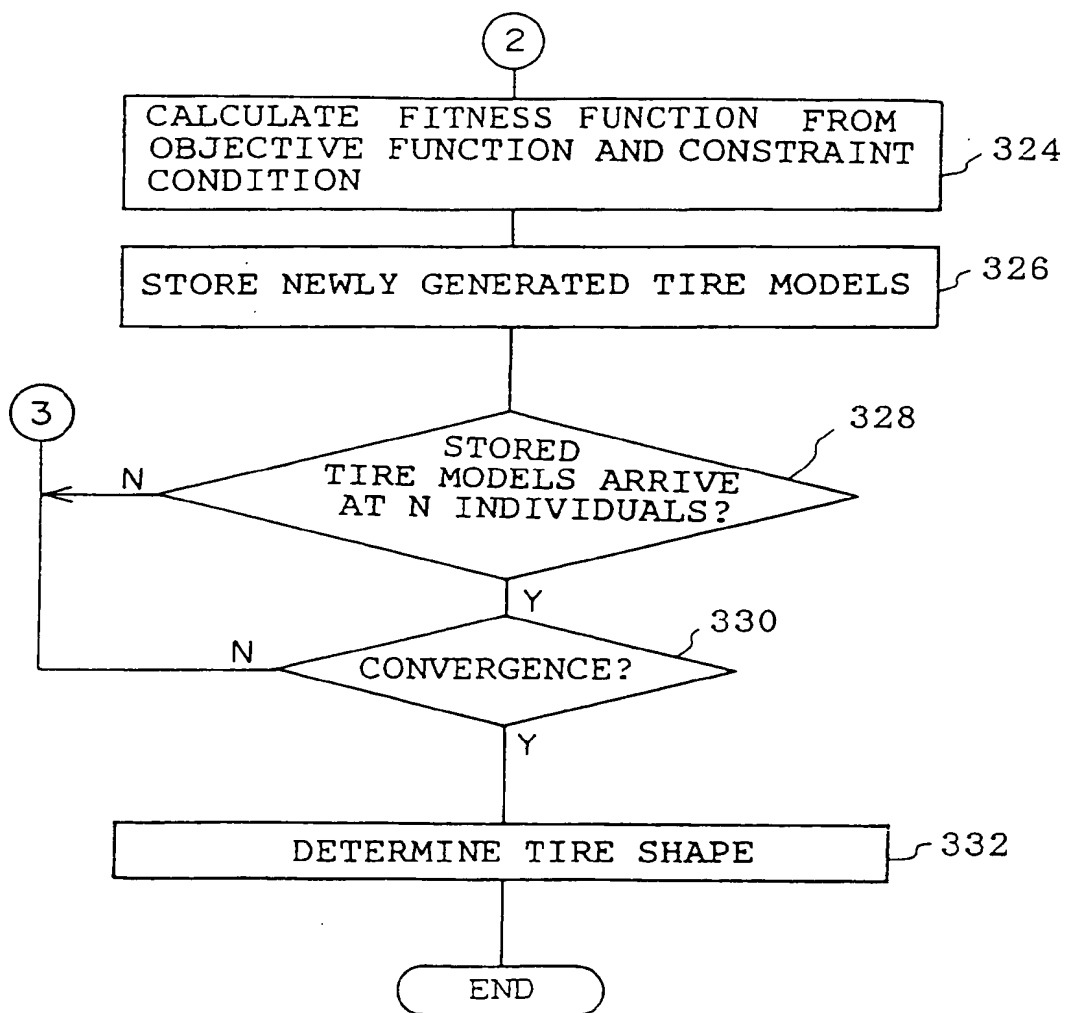 2
CALCULATE FITNESS FUNCTION FROM
OBJECTIVE FUNCTION AND CONSTRAINT
CONDITION
324
STORE NEWLY GENERATED TIRE MODELS
326
3
328
STORED
TIRE MODELS ARRIVE
AT N INDIVIDUALS?
N
Y
330
N
CONVERGENCE?
Y
DETERMINE TIRE SHAPE
332
END